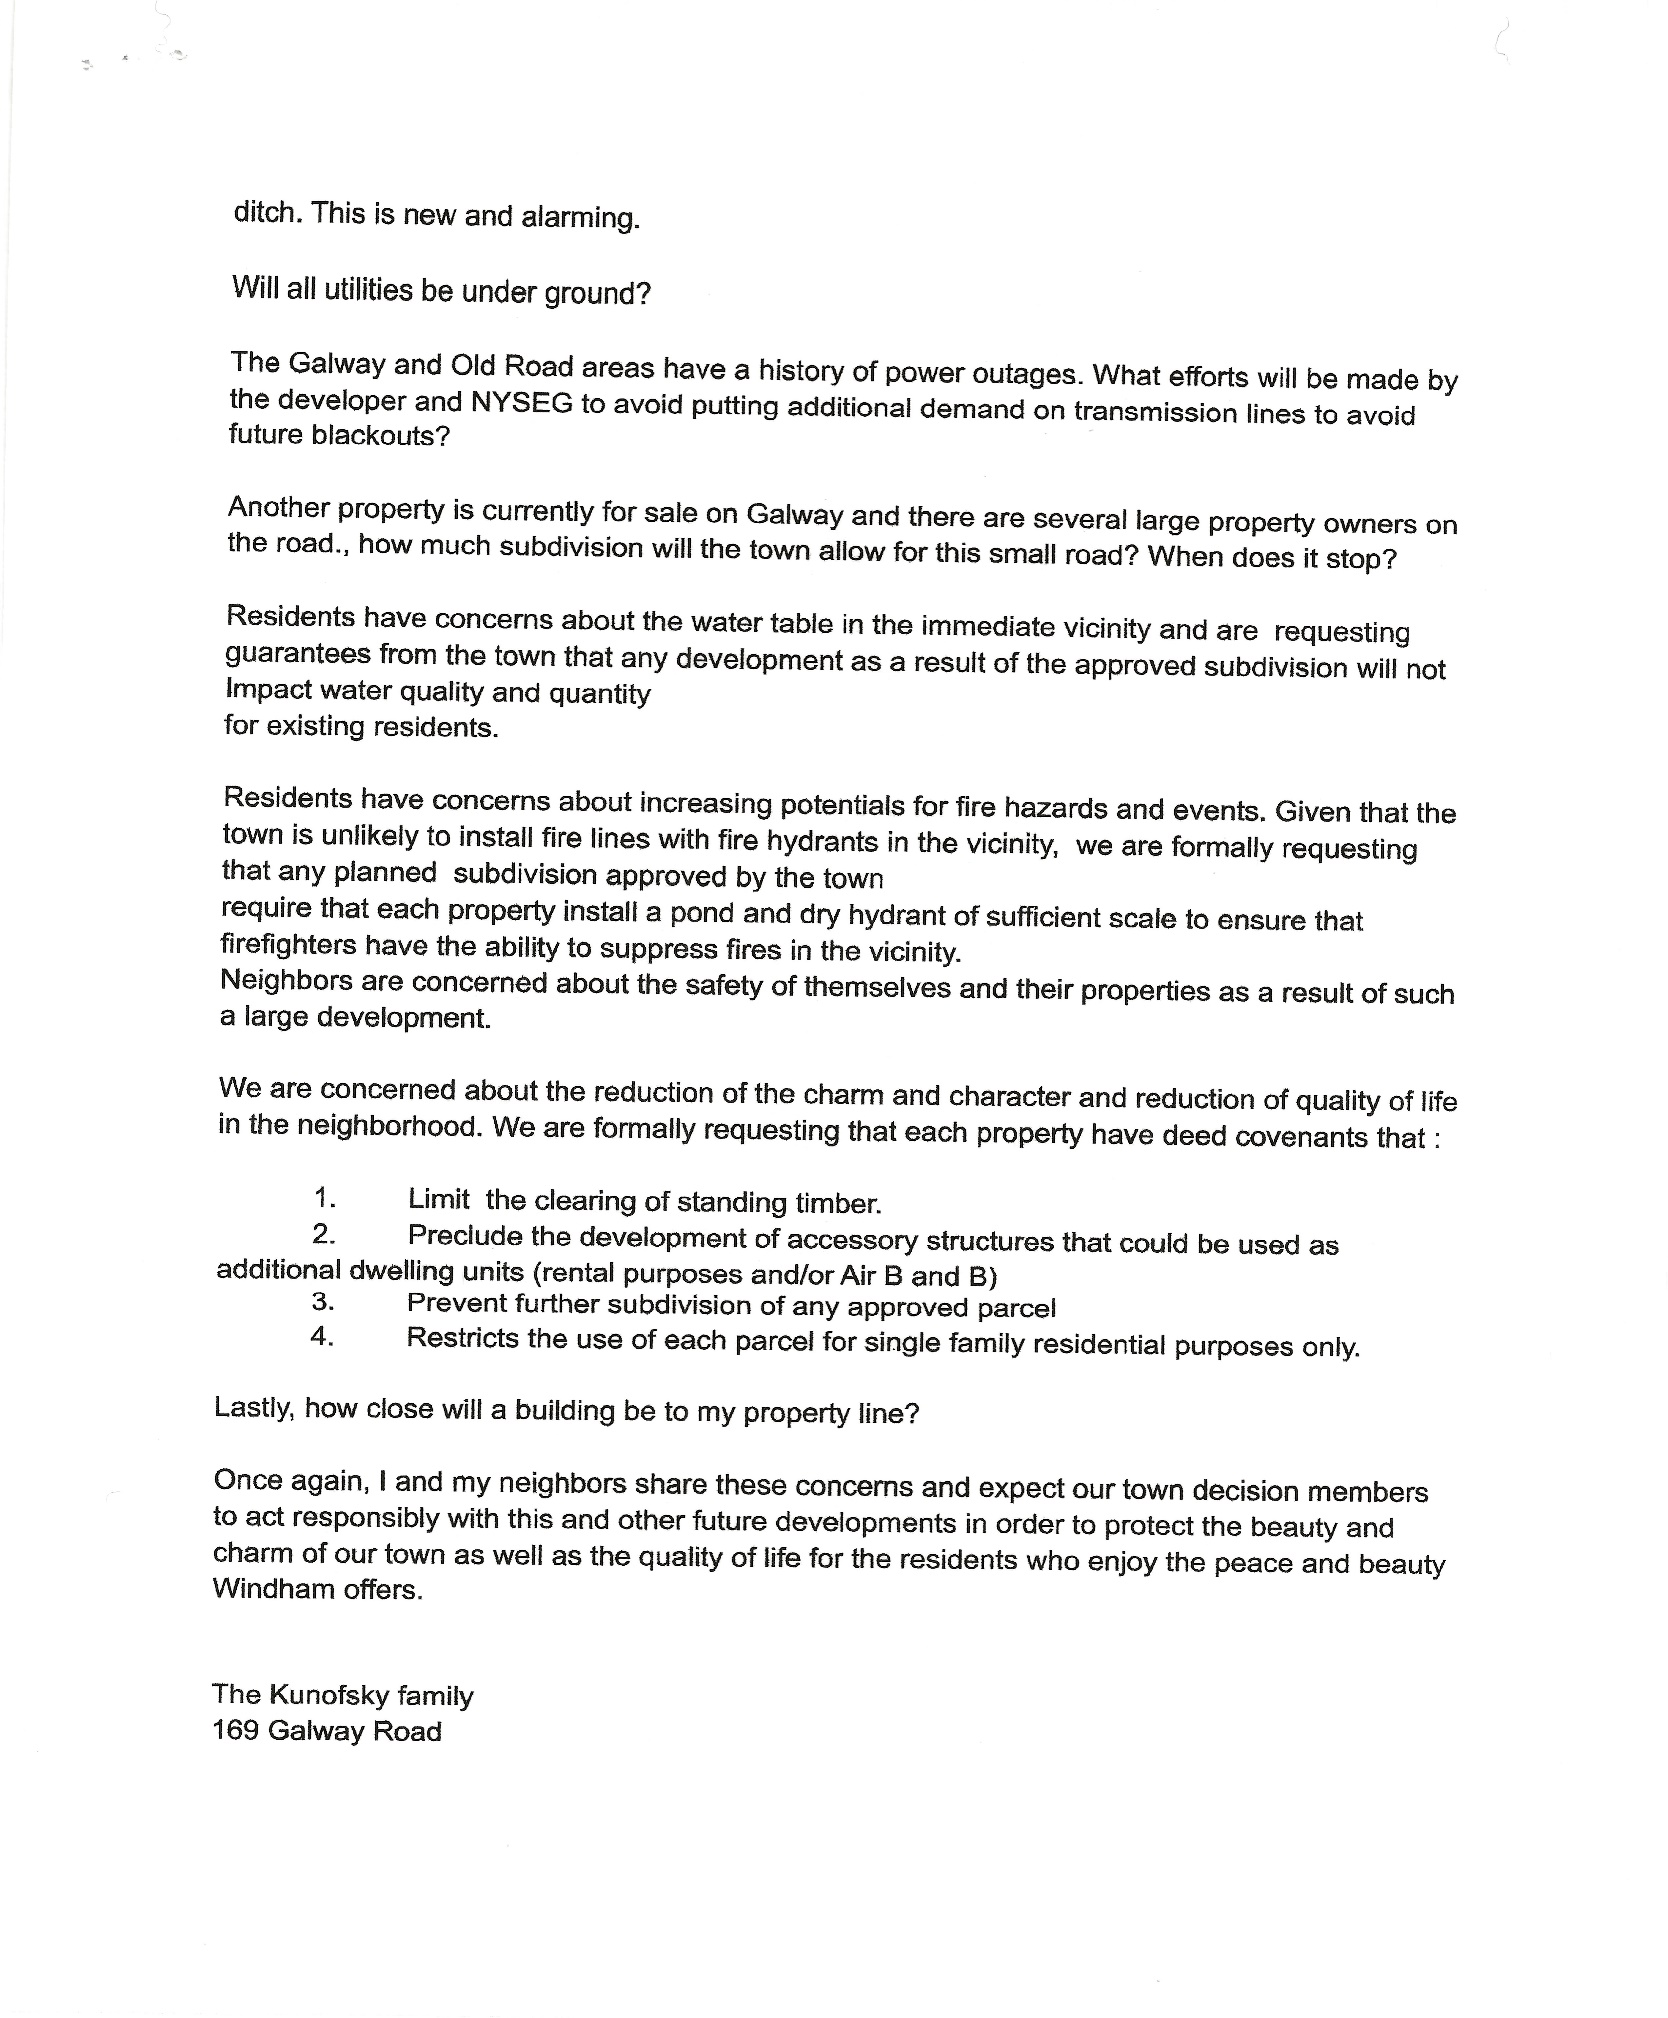 ditch. This is new and alarming.
Will all utilities be under ground?
The Galway and Old Road areas have a history of power outages. What efforts will be made by
the developer and NYSEG to avoid putting additional demand on transmission lines to avoid
future blackouts?
Another property is currently for sale on Galway and there are several large property owners on
the road., how much subdivision will the town allow for this small road? When does it stop?
Residents have concerns about the water table in the immediate vicinity and are  requesting
guarantees from the town that any development as a result of the approved subdivision will not
Impact water quality and quantity
for existing residents.
Residents have concerns about increasing potentials for fire hazards and events. Given that the
town is unlikely to install fire lines with fire hydrants in the vicinity,  we are formally requesting
that any planned  subdivision approved by the town
require that each property install a pond and dry hydrant of sufficient scale to ensure that
firefighters have the ability to suppress fires in the vicinity.
Neighbors are concerned about the safety of themselves and their properties as a result of such
a large development.
We are concerned about the reduction of the charm and character and reduction of quality of life
in the neighborhood. We are formally requesting that each property have deed covenants that :
1. Limit  the clearing of standing timber.
2. Preclude the development of accessory structures that could be used as
additional dwelling units (rental purposes and/or Air B and B)
3. Prevent further subdivision of any approved parcel
4. Restricts the use of each parcel for single family residential purposes only.
Lastly, how close will a building be to my property line?
Once again, I and my neighbors share these concerns and expect our town decision members
to act responsibly with this and other future developments in order to protect the beauty and
charm of our town as well as the quality of life for the residents who enjoy the peace and beauty
Windham offers.
The Kunofsky family
169 Galway Road